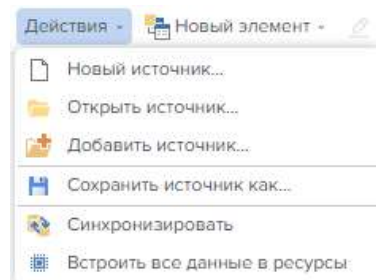 Действия Новый элемент
Новый источник...
Открыть источник...
Добавить источник...
Сохранить источник как...
Синхронизировать
Встроить все данные в ресурсы